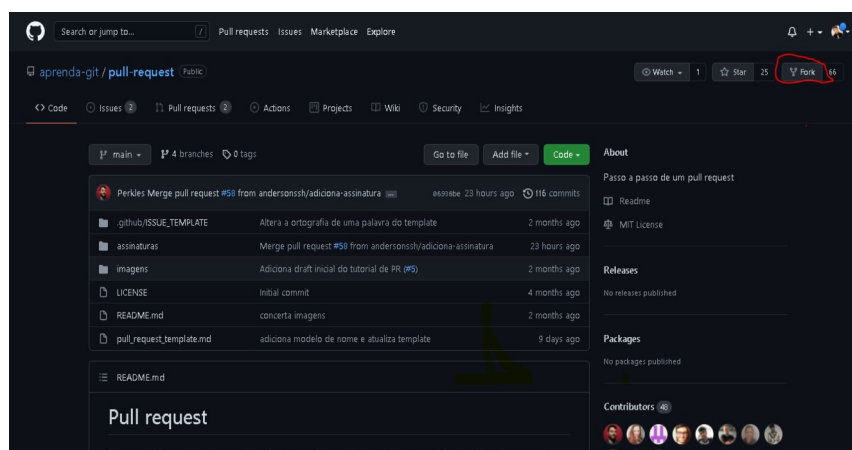 Search or jump to... / Pull requests Issues Marketplace Explore
aprenda-git / pull-request Public
Watch 1 Star 25 Fork 66
Code Issues 2 Pull requests 2 Actions Projects Wiki Security Insights
main 4 branches 0 tags Go to file Add file Code
Perkles Merge pull request #58 from andersonssh/adiciona-assinatura ... 23 hours ago 116 commits
.github/ISSUE_TEMPLATE Altera a ortografia de uma palavra do template 2 months ago
assinaturas Merge pull request #58 from andersonssh/adiciona-assinatura 23 hours ago
imagens Adiciona draft inicial do tutorial de PR (#5) 2 months ago
LICENSE Initial commit 4 months ago
README.md concerta imagens 2 months ago
pull_request_template.md adiciona modelo de nome e atualiza template 9 days ago
README.md
Pull request
About
Passo a passo de um pull request
Readme
MIT License
Releases
No releases published
Packages
No packages published
Contributors 48